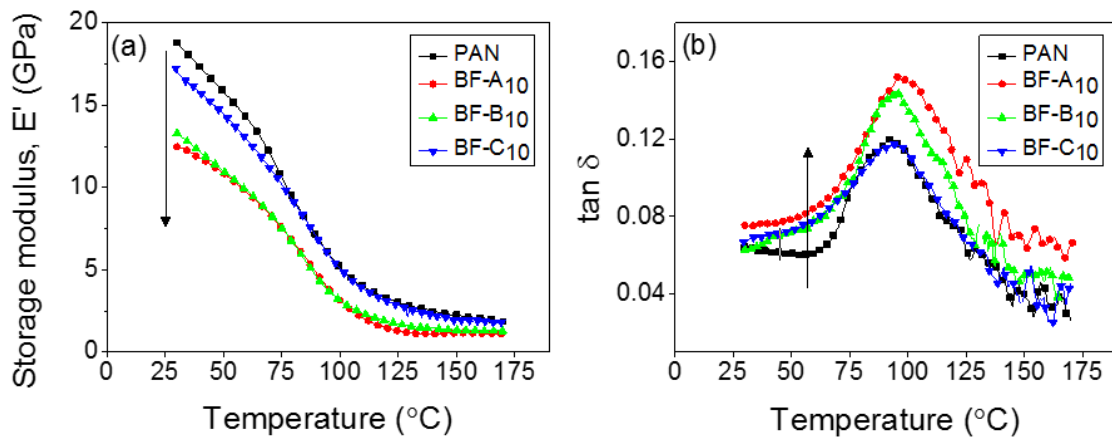 (a)
PAN
BF-A10
BF-B10
BF-C10
Storage modulus, E' (GPa)
20
15
10
5
0
0 25 50 75 100 125 150 175
Temperature (°C)
(b)
PAN
BF-A10
BF-B10
BF-C10
tan δ
0.16
0.12
0.08
0.04
0 25 50 75 100 125 150 175
Temperature (°C)